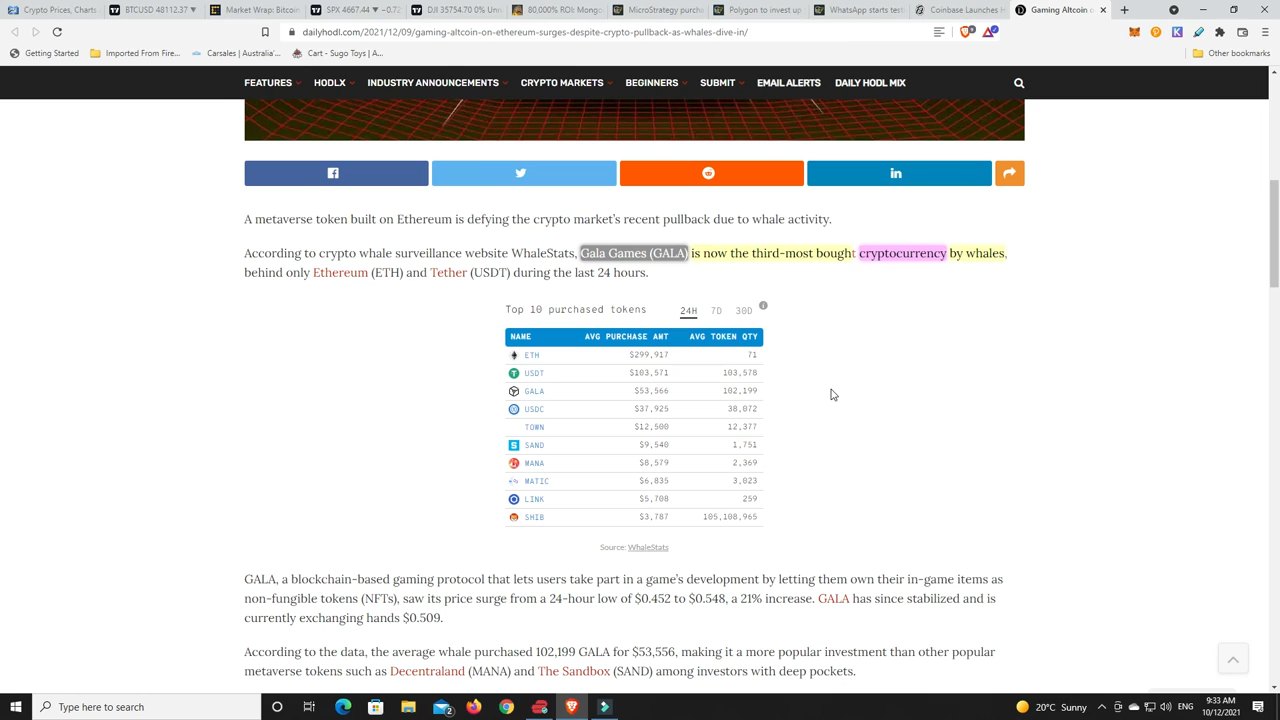 Crypto Prices, Charts
BTCUSD 48112.37 ▼
Market Wrap: Bitcoin
SPX 4667.44 ▼ −0.72
DJI 35754.70 0% Unn
80,000% ROI: Mong
MicroStrategy purch
Polygon to invest up
WhatsApp starts test
Coinbase Launches H
Gaming Altcoin o
dailyhodl.com/2021/12/09/gaming-altcoin-on-ethereum-surges-despite-crypto-pullback-as-whales-dive-in/
Getting Started
Imported From Fire...
Carsales | Australia'...
Cart - Sugo Toys | A...
Other bookmarks
FEATURES
HODLX
INDUSTRY ANNOUNCEMENTS
CRYPTO MARKETS
BEGINNERS
SUBMIT
EMAIL ALERTS
DAILY HODL MIX
A metaverse token built on Ethereum is defying the crypto market's recent pullback due to whale activity.
According to crypto whale surveillance website WhaleStats, Gala Games (GALA) is now the third-most bought cryptocurrency by whales,
behind only Ethereum (ETH) and Tether (USDT) during the last 24 hours.
Top 10 purchased tokens 24H 7D 30D
NAME AVG PURCHASE AMT AVG TOKEN QTY
ETH $299,917 71
USDT $103,571 103,578
GALA $53,566 102,199
USDC $37,925 38,072
TOWN $12,500 12,377
SAND $9,540 1,751
MANA $8,579 2,369
MATIC $6,835 3,023
LINK $5,708 259
SHIB $3,787 105,108,965
Source: WhaleStats
GALA, a blockchain-based gaming protocol that lets users take part in a game's development by letting them own their in-game items as
non-fungible tokens (NFTs), saw its price surge from a 24-hour low of $0.452 to $0.548, a 21% increase. GALA has since stabilized and is
currently exchanging hands $0.509.
According to the data, the average whale purchased 102,199 GALA for $53,556, making it a more popular investment than other popular
metaverse tokens such as Decentraland (MANA) and The Sandbox (SAND) among investors with deep pockets.
Type here to search
20°C Sunny
9:33 AM
10/12/2021